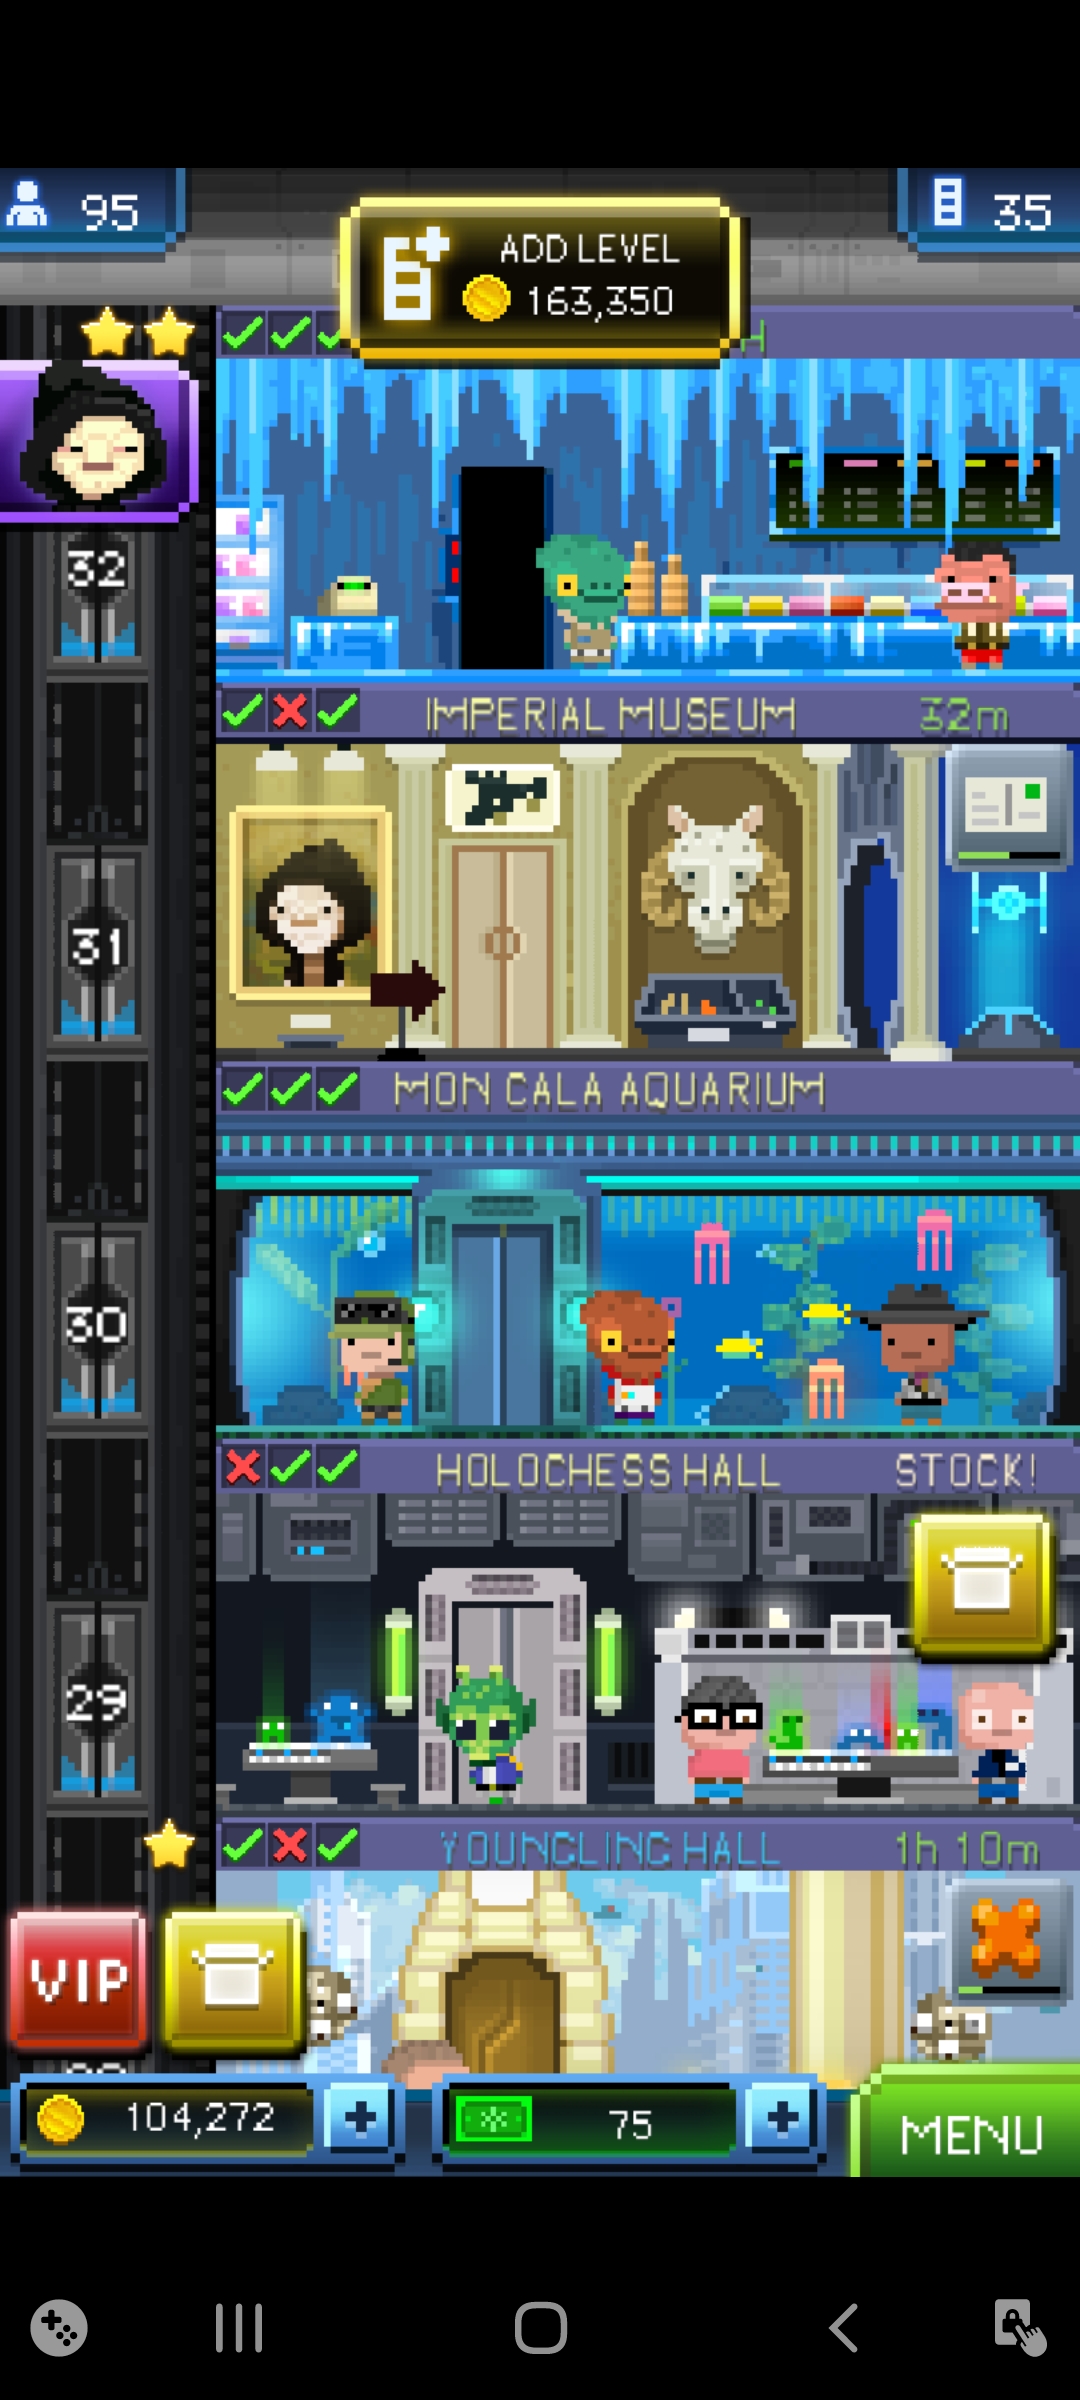 95
35
ADD LEVEL
163,350
H
32
IMPERIAL MUSEUM 32m
31
MON CALA AQUARIUM
30
HOLOCHESS HALL STOCK!
29
YOUNGLING HALL 1h 10m
VIP
104,272
75
MENU